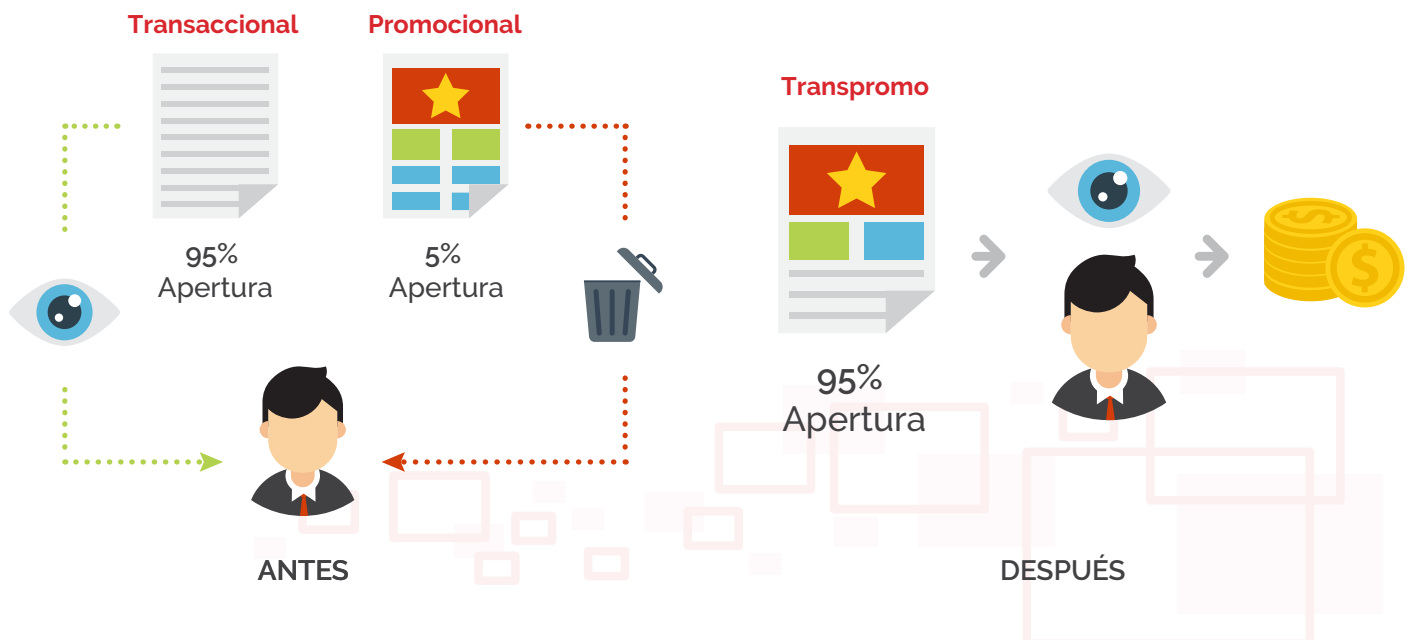 Transaccional
Promocional
95%
Apertura
5%
Apertura
ANTES
Transpromo
95%
Apertura
DESPUÉS